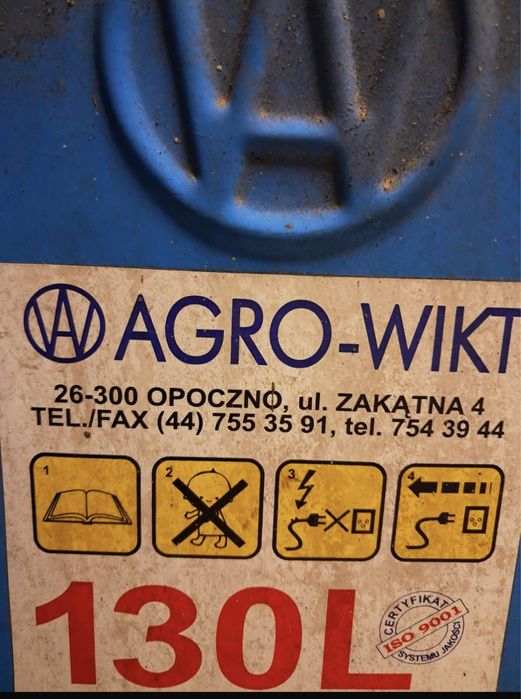 AGRO-WIKT
26-300 OPOCZNO, ul. ZAKĄTNA 4
TEL./FAX (44) 755 35 91, tel. 754 39 44
1 2 3 4
130L
CERTYFIKAT
ISO 9001
SYSTEMU JAKOŚCI